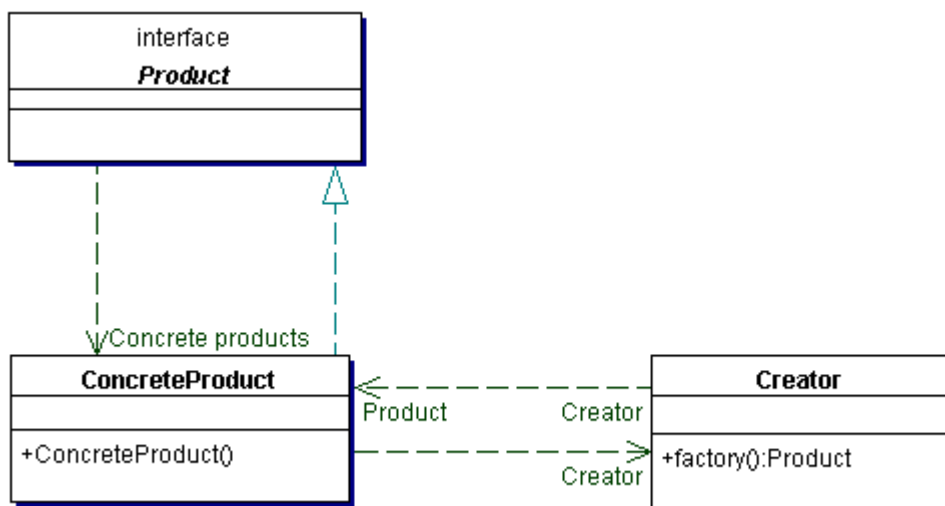 interface
Product
Concrete products
ConcreteProduct
+ConcreteProduct()
Product
Creator
Creator
Creator
+factory():Product